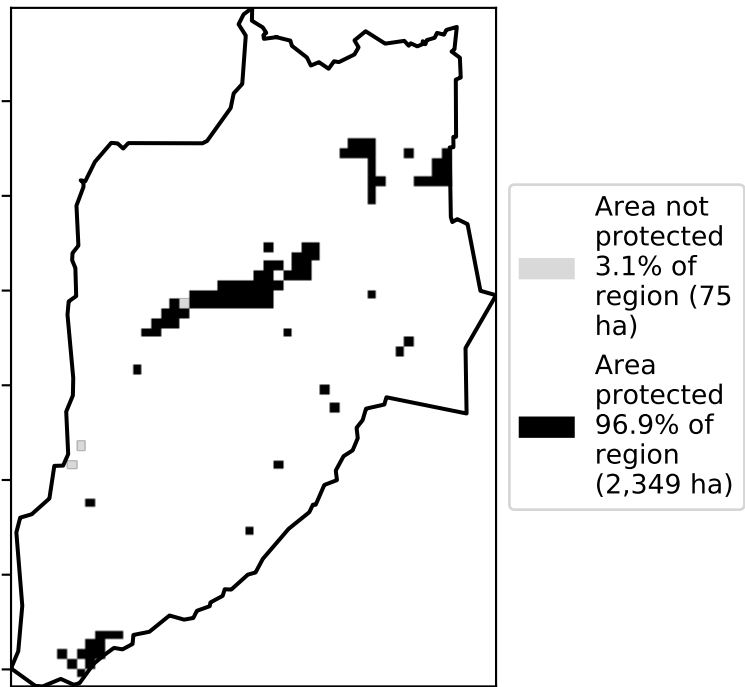 Area not
protected
3.1% of
region (75
ha)
Area
protected
96.9% of
region
(2,349 ha)